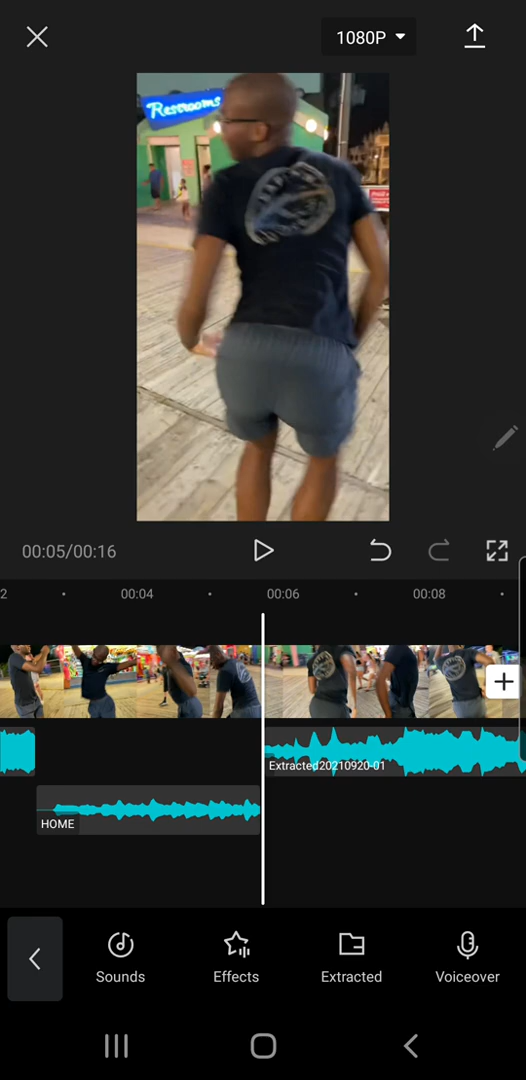 1080P
Restrooms
00:05/00:16
2
00:04
00:06
00:08
Extracted20210920-01
HOME
Sounds
Effects
Extracted
Voiceover